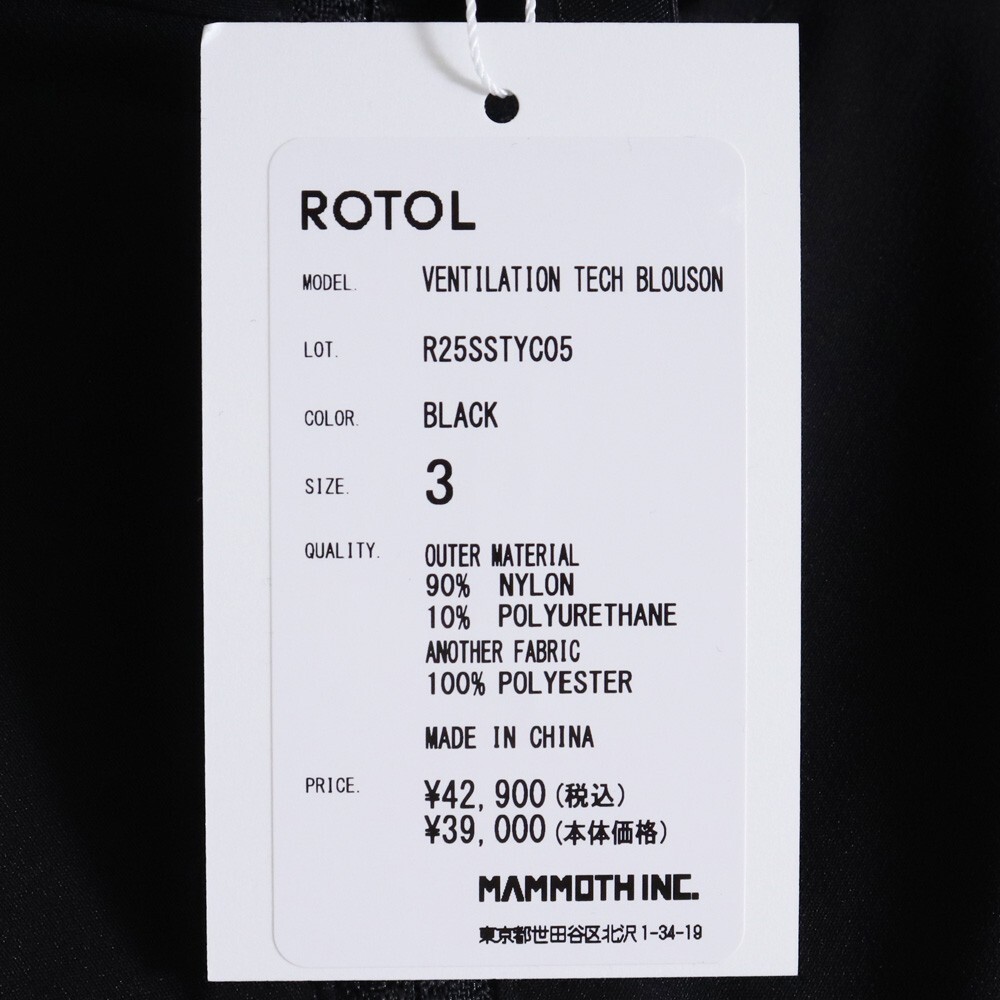 ROTOL
MODEL. VENTILATION TECH BLOUSON
LOT. R25SSTYC05
COLOR. BLACK
SIZE. 3
QUALITY. OUTER MATERIAL
90% NYLON
10% POLYURETHANE
ANOTHER FABRIC
100% POLYESTER
MADE IN CHINA
PRICE. ¥42,900(税込)
¥39,000(本体価格)
MAMMOTH INC.
東京都世田谷区北沢1-34-19